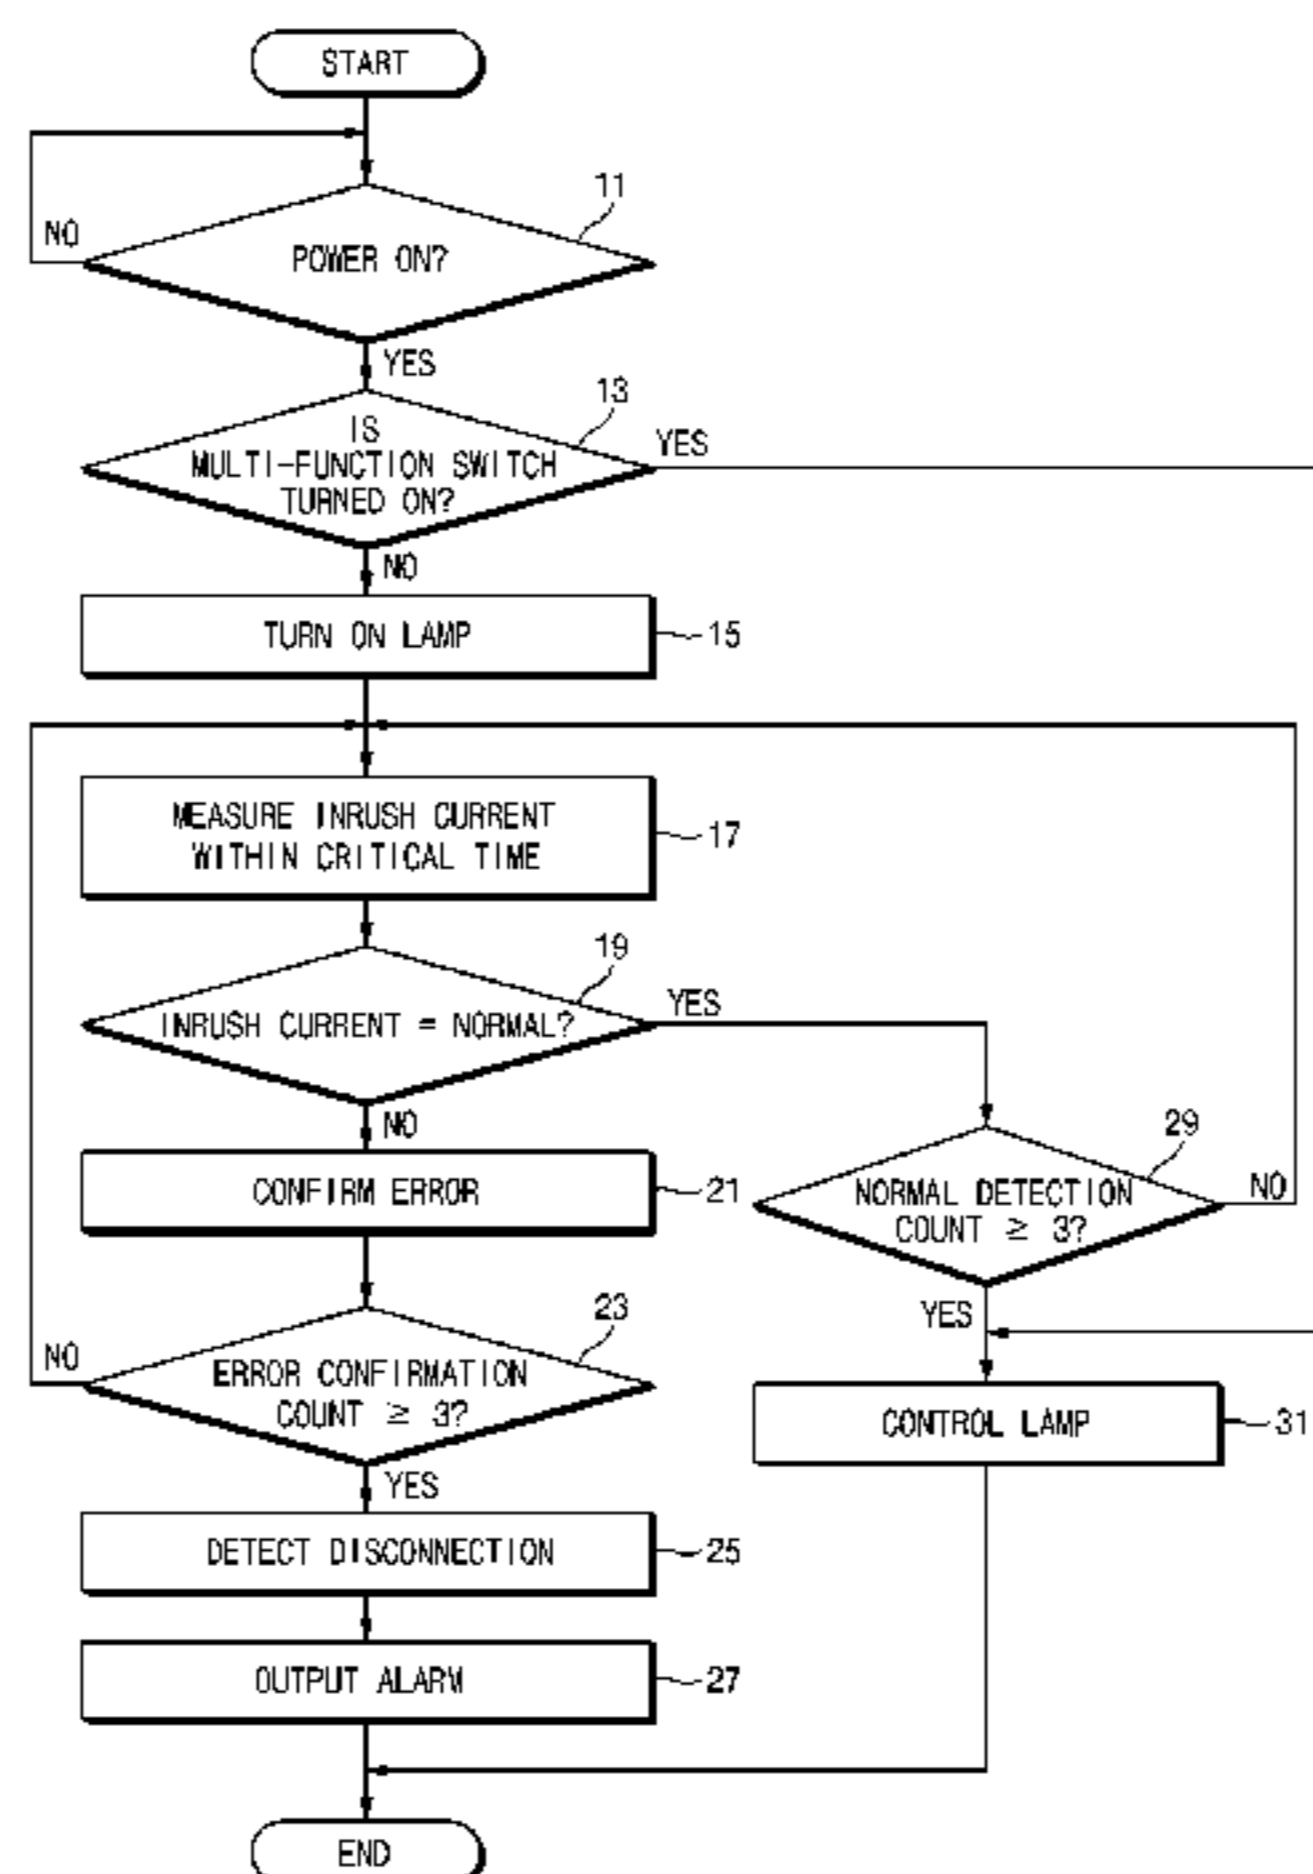 START
11
NO
POWER ON?
YES
13
IS
MULTI-FUNCTION SWITCH
TURNED ON?
YES
NO
TURN ON LAMP
15
MEASURE INRUSH CURRENT
WITHIN CRITICAL TIME
17
19
INRUSH CURRENT = NORMAL?
YES
NO
CONFIRM ERROR
21
29
NORMAL DETECTION
COUNT ≥ 3?
NO
YES
23
NO
ERROR CONFIRMATION
COUNT ≥ 3?
YES
CONTROL LAMP
31
DETECT DISCONNECTION
25
OUTPUT ALARM
27
END